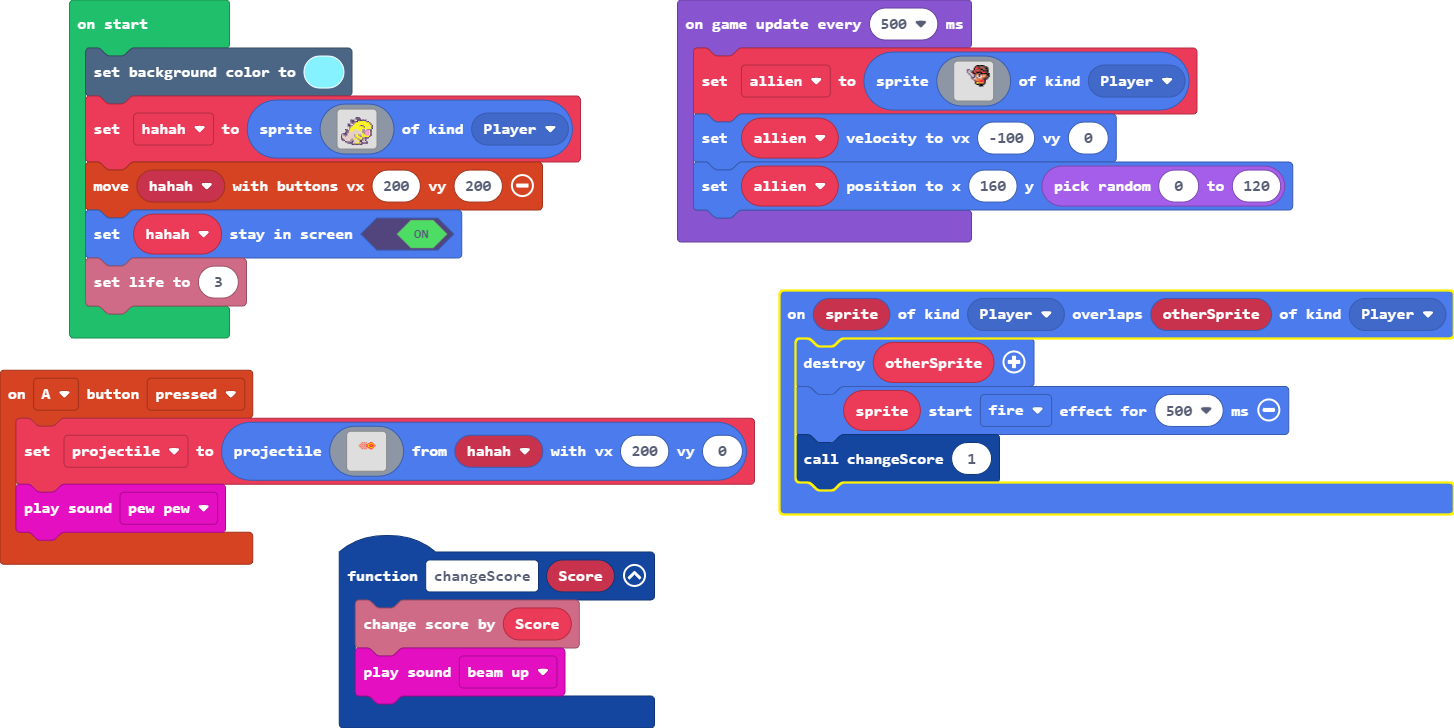 on start
set background color to
set hahah to sprite of kind Player
move hahah with buttons vx 200 vy 200
set hahah stay in screen ON
set life to 3
on game update every 500 ms
set allien to sprite of kind Player
set allien velocity to vx -100 vy 0
set allien position to x 160 y pick random 0 to 120
on sprite of kind Player overlaps otherSprite of kind Player
destroy otherSprite
sprite start fire effect for 500 ms
call changeScore 1
on A button pressed
set projectile to projectile from hahah with vx 200 vy 0
play sound pew pew
function changeScore Score
change score by Score
play sound beam up